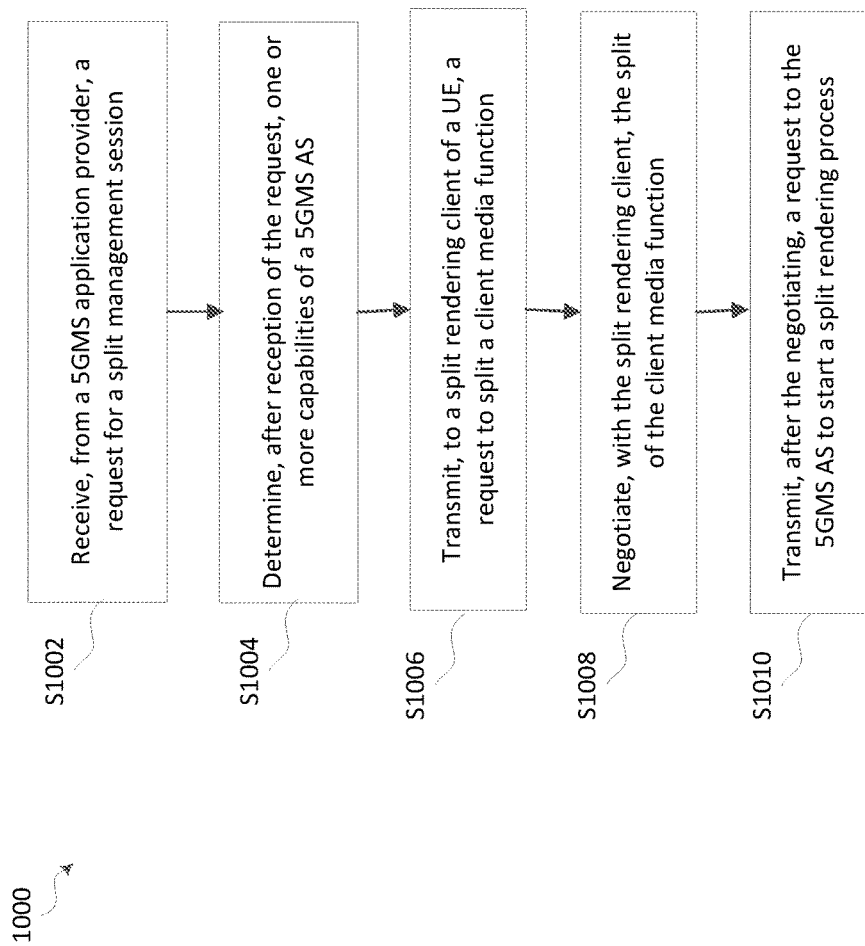 1000
S1002
Receive, from a 5GMS application provider, a
request for a split management session
S1004
Determine, after reception of the request, one or
more capabilities of a 5GMS AS
S1006
Transmit, to a split rendering client of a UE, a
request to split a client media function
S1008
Negotiate, with the split rendering client, the split
of the client media function
S1010
Transmit, after the negotiating, a request to the
5GMS AS to start a split rendering process